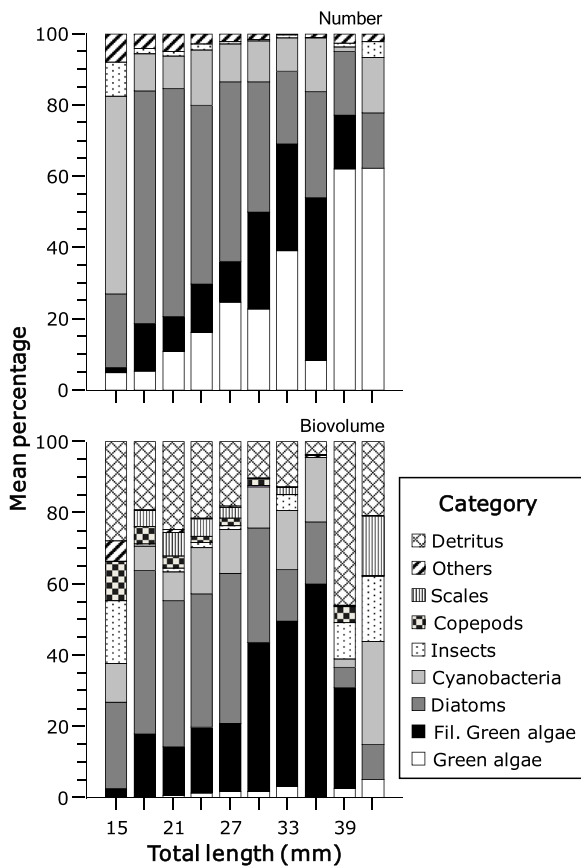 Number
100
80
60
40
20
0
Mean percentage
Biovolume
100
80
60
40
20
0
15 21 27 33 39
Total length (mm)
Category
Detritus
Others
Scales
Copepods
Insects
Cyanobacteria
Diatoms
Fil. Green algae
Green algae